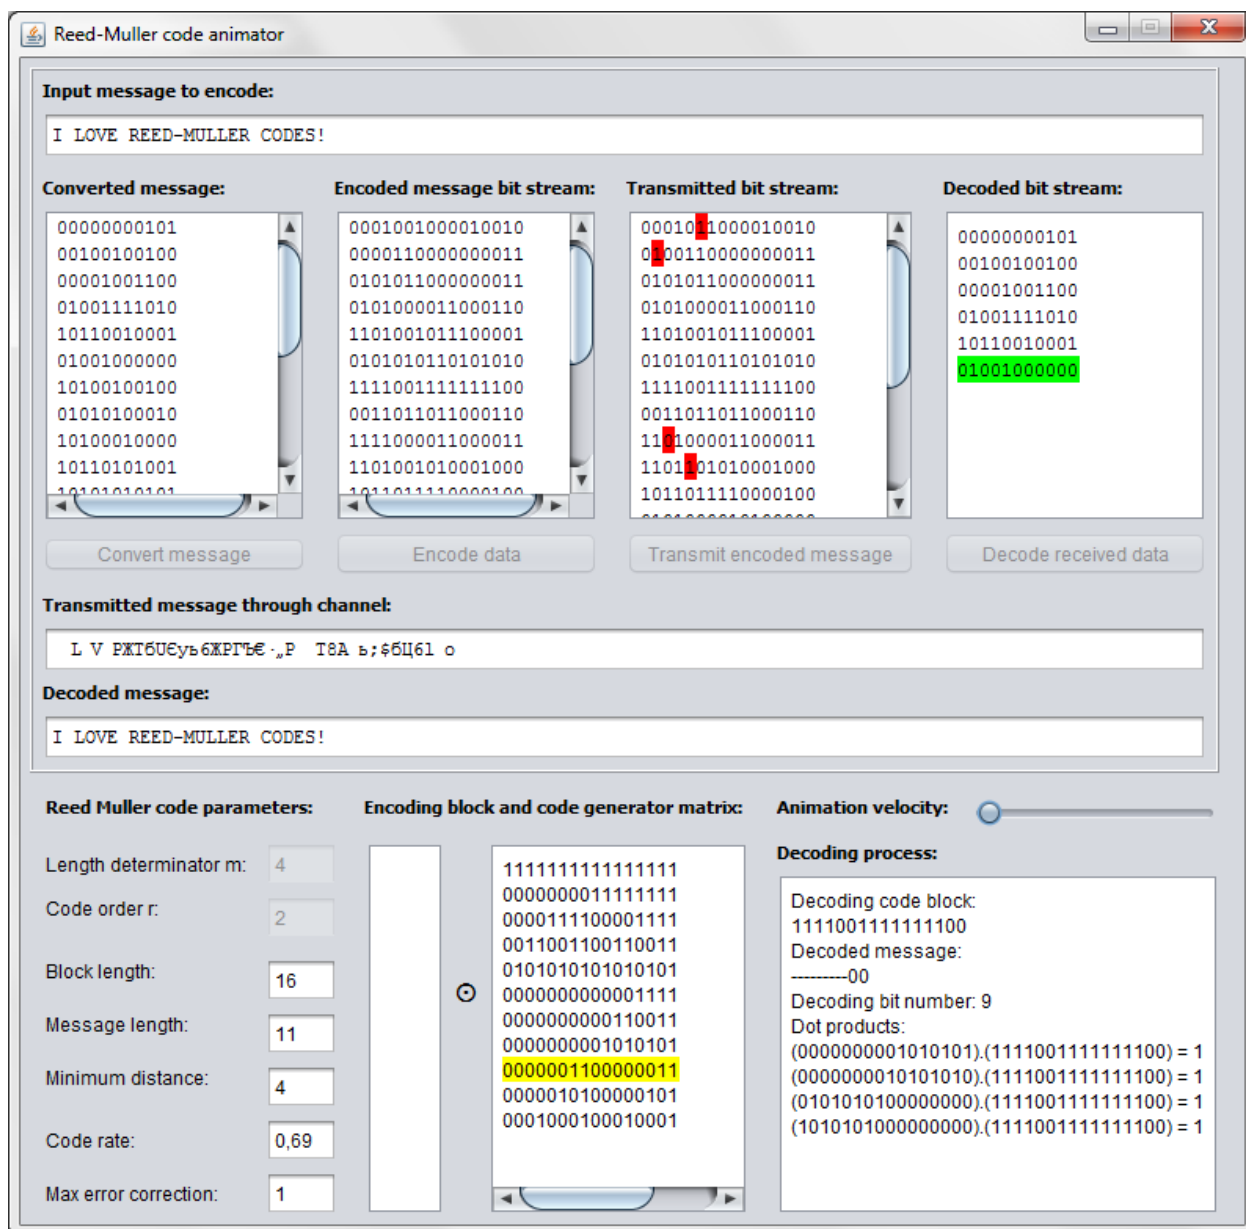 Reed-Muller code animator
Input message to encode:
I LOVE REED-MULLER CODES!
Converted message:
00000000101
00100100100
00001001100
01001111010
10110010001
01001000000
10100100100
01010100010
10100010000
10110101001
10101010101
Encoded message bit stream:
0001001000010010
0000110000000011
0101011000000011
0101000011000110
1101001011100001
0101010110101010
1111001111111100
0011011011000110
1111000011000011
1101001010001000
1011011110000100
Transmitted bit stream:
0001011000010010
0100110000000011
0101011000000011
0101000011000110
1101001011100001
0101010110101010
1111001111111100
0011011011000110
1101000011000011
1101101010001000
1011011110000100
Decoded bit stream:
00000000101
00100100100
00001001100
01001111010
10110010001
01001000000
Convert message
Encode data
Transmit encoded message
Decode received data
Transmitted message through channel:
L V РЖТбUЄуь6ЖРГЪ€·„Р T8A ь;$бЦ6l o
Decoded message:
I LOVE REED-MULLER CODES!
Reed Muller code parameters:
Length determinator m: 4
Code order r: 2
Block length: 16
Message length: 11
Minimum distance: 4
Code rate: 0,69
Max error correction: 1
Encoding block and code generator matrix:
⊙
1111111111111111
0000000011111111
0000111100001111
0011001100110011
0101010101010101
0000000000001111
0000000000110011
0000000001010101
0000001100000011
0000010100000101
0001000100010001
Animation velocity:
Decoding process:
Decoding code block:
1111001111111100
Decoded message:
---------00
Decoding bit number: 9
Dot products:
(0000000001010101).(1111001111111100) = 1
(0000000010101010).(1111001111111100) = 1
(0101010100000000).(1111001111111100) = 1
(1010101000000000).(1111001111111100) = 1